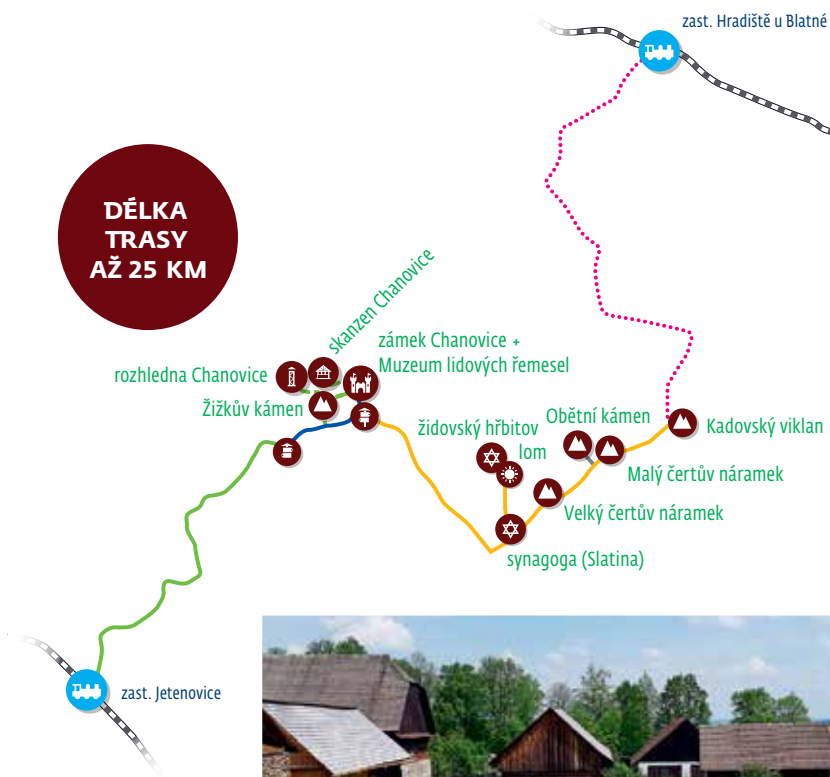 zast. Hradiště u Blatné
DÉLKA
TRASY
AŽ 25 KM
skanzen Chanovice
zámek Chanovice +
Muzeum lidových řemesel
rozhledna Chanovice
Žižkův kámen
židovský hřbitov
lom
Obětní kámen
Kadovský viklan
Malý čertův náramek
Velký čertův náramek
synagoga (Slatina)
zast. Jetenovice